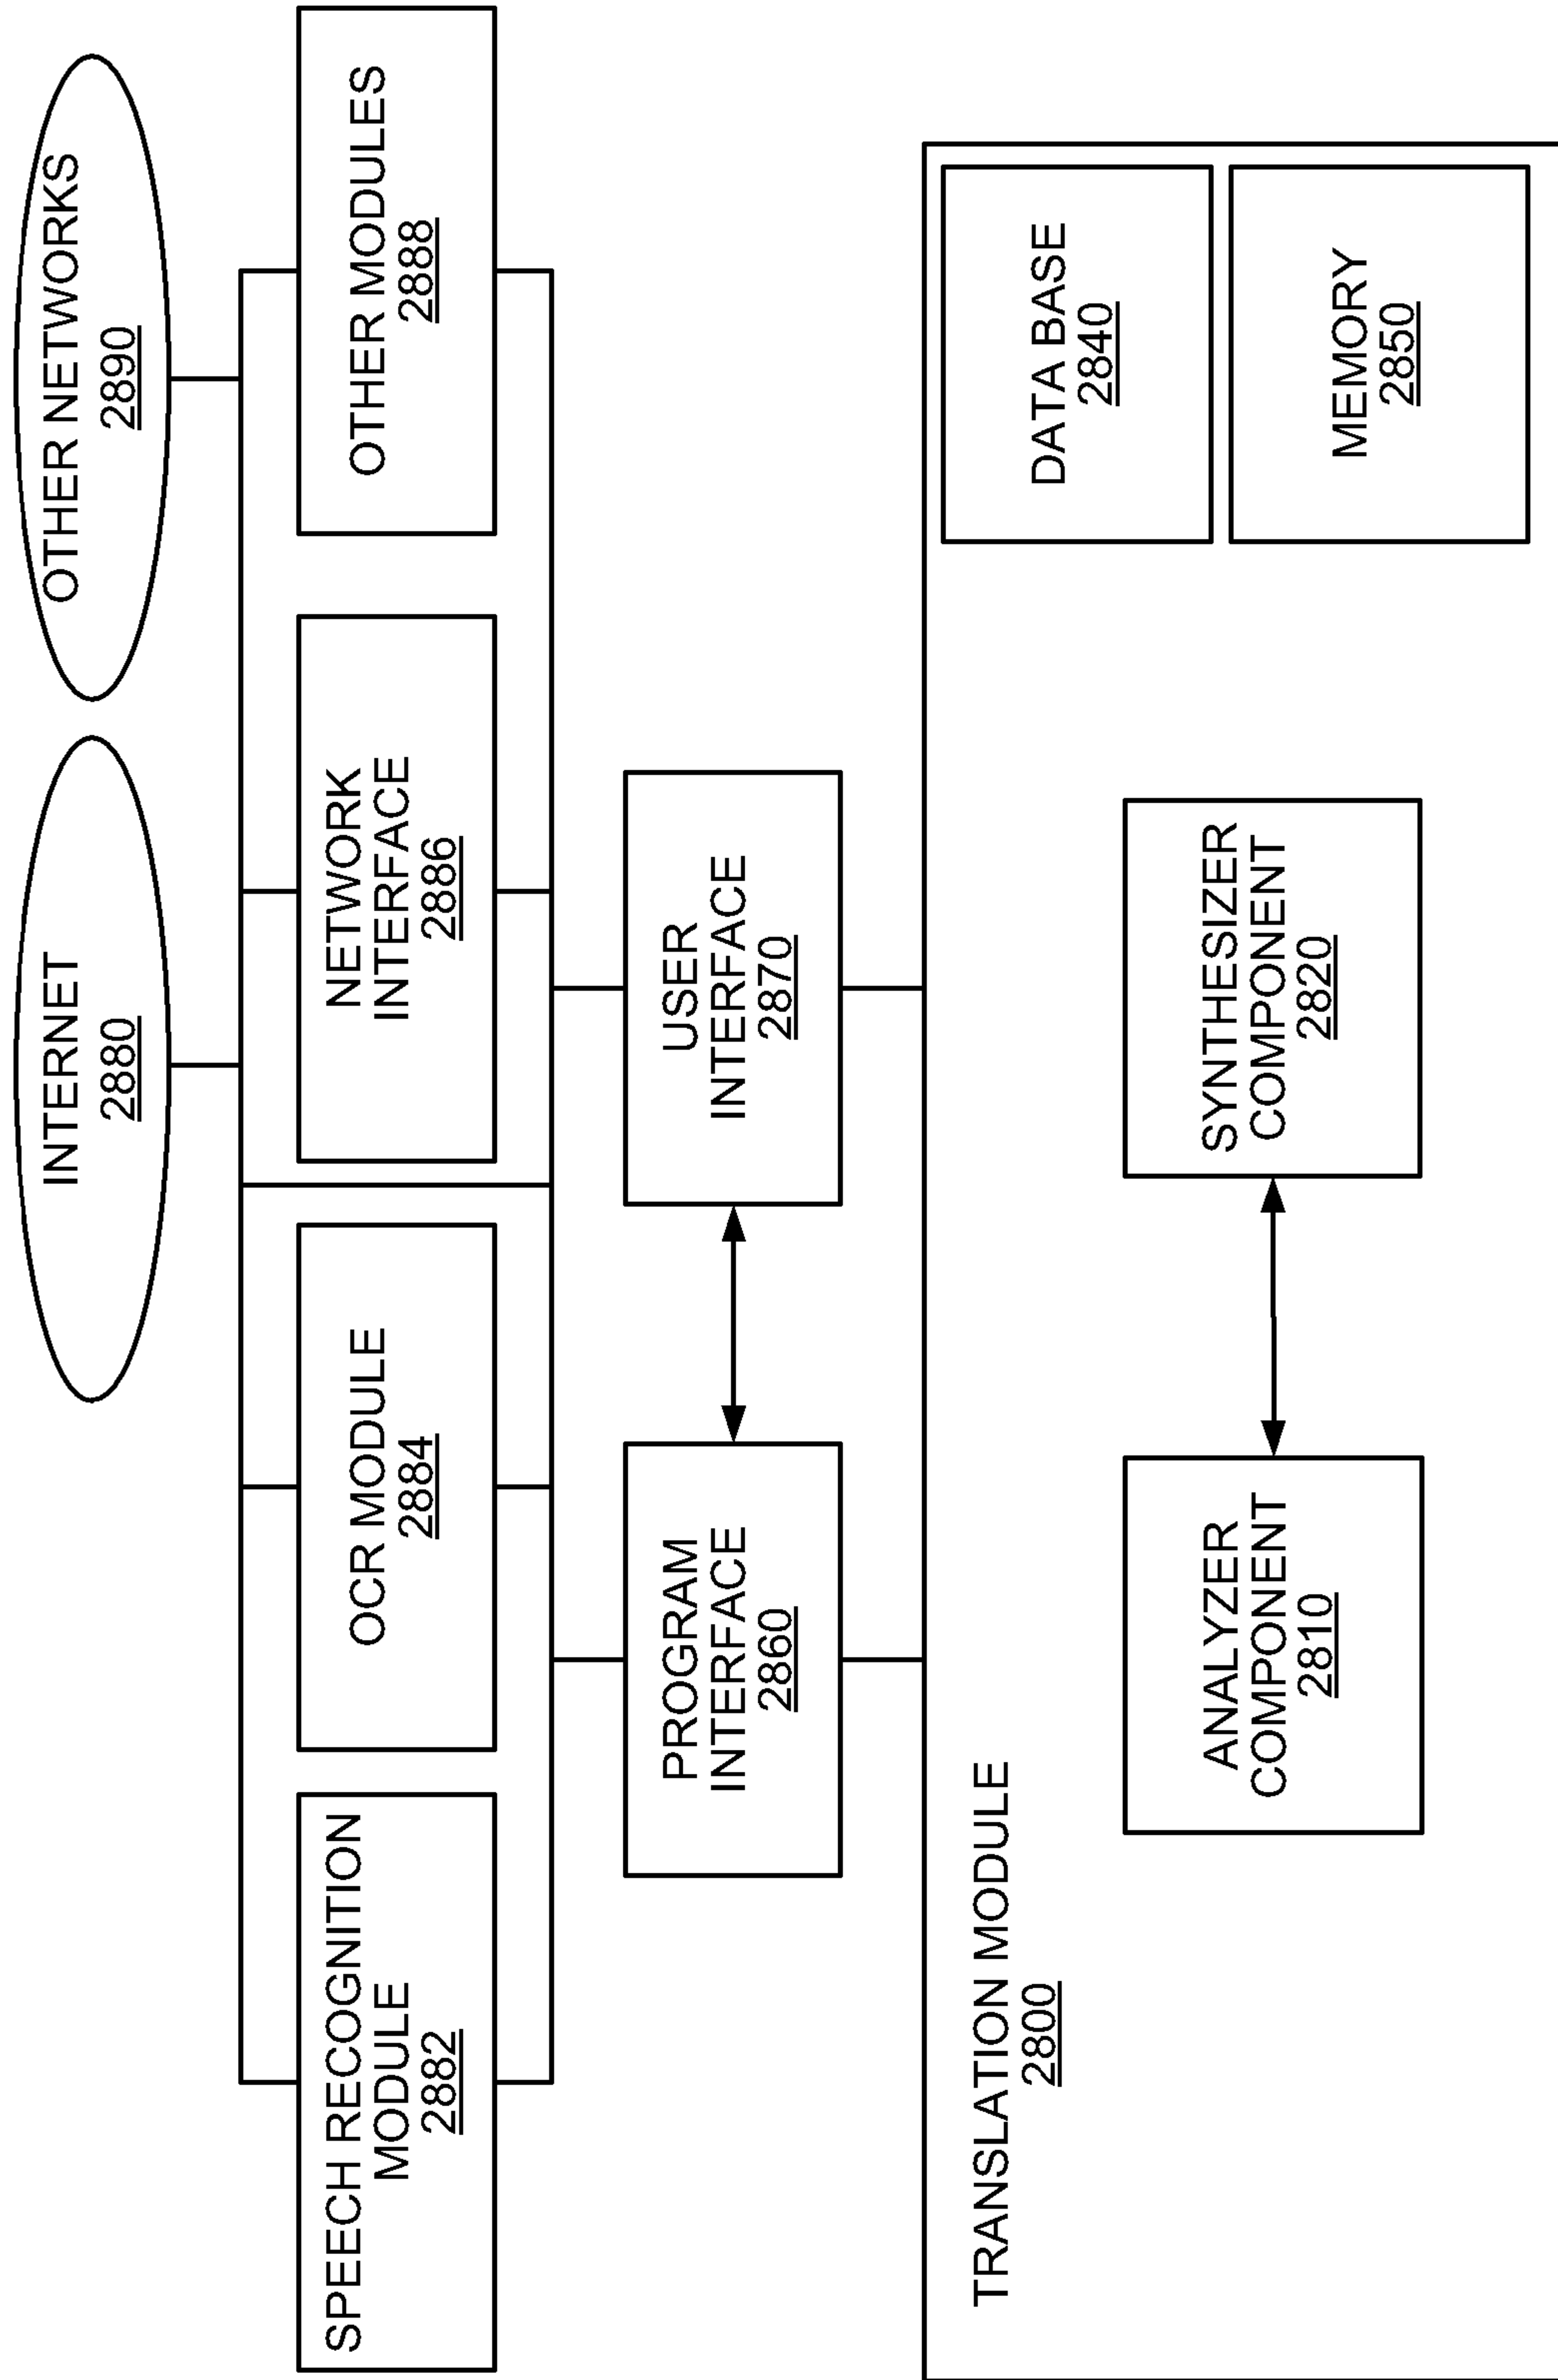 INTERNET
2880
OTHER NETWORKS
2890
SPEECH RECOGNITION
MODULE
2882
OCR MODULE
2884
NETWORK
INTERFACE
2886
OTHER MODULES
2888
PROGRAM
INTERFACE
2860
USER
INTERFACE
2870
TRANSLATION MODULE
2800
ANALYZER
COMPONENT
2810
SYNTHESIZER
COMPONENT
2820
DATA BASE
2840
MEMORY
2850